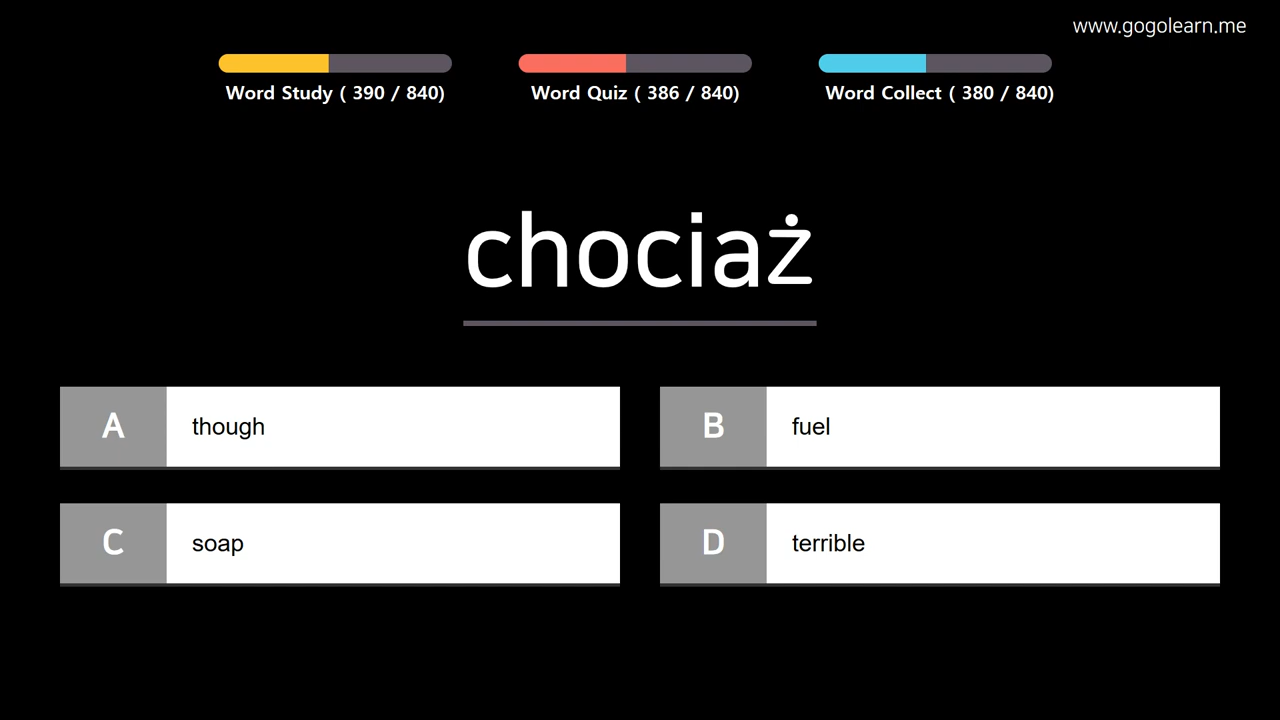 www.gogolearn.me
Word Study ( 390 / 840)
Word Quiz ( 386 / 840)
Word Collect ( 380 / 840)
chociaż
A though
B fuel
C soap
D terrible